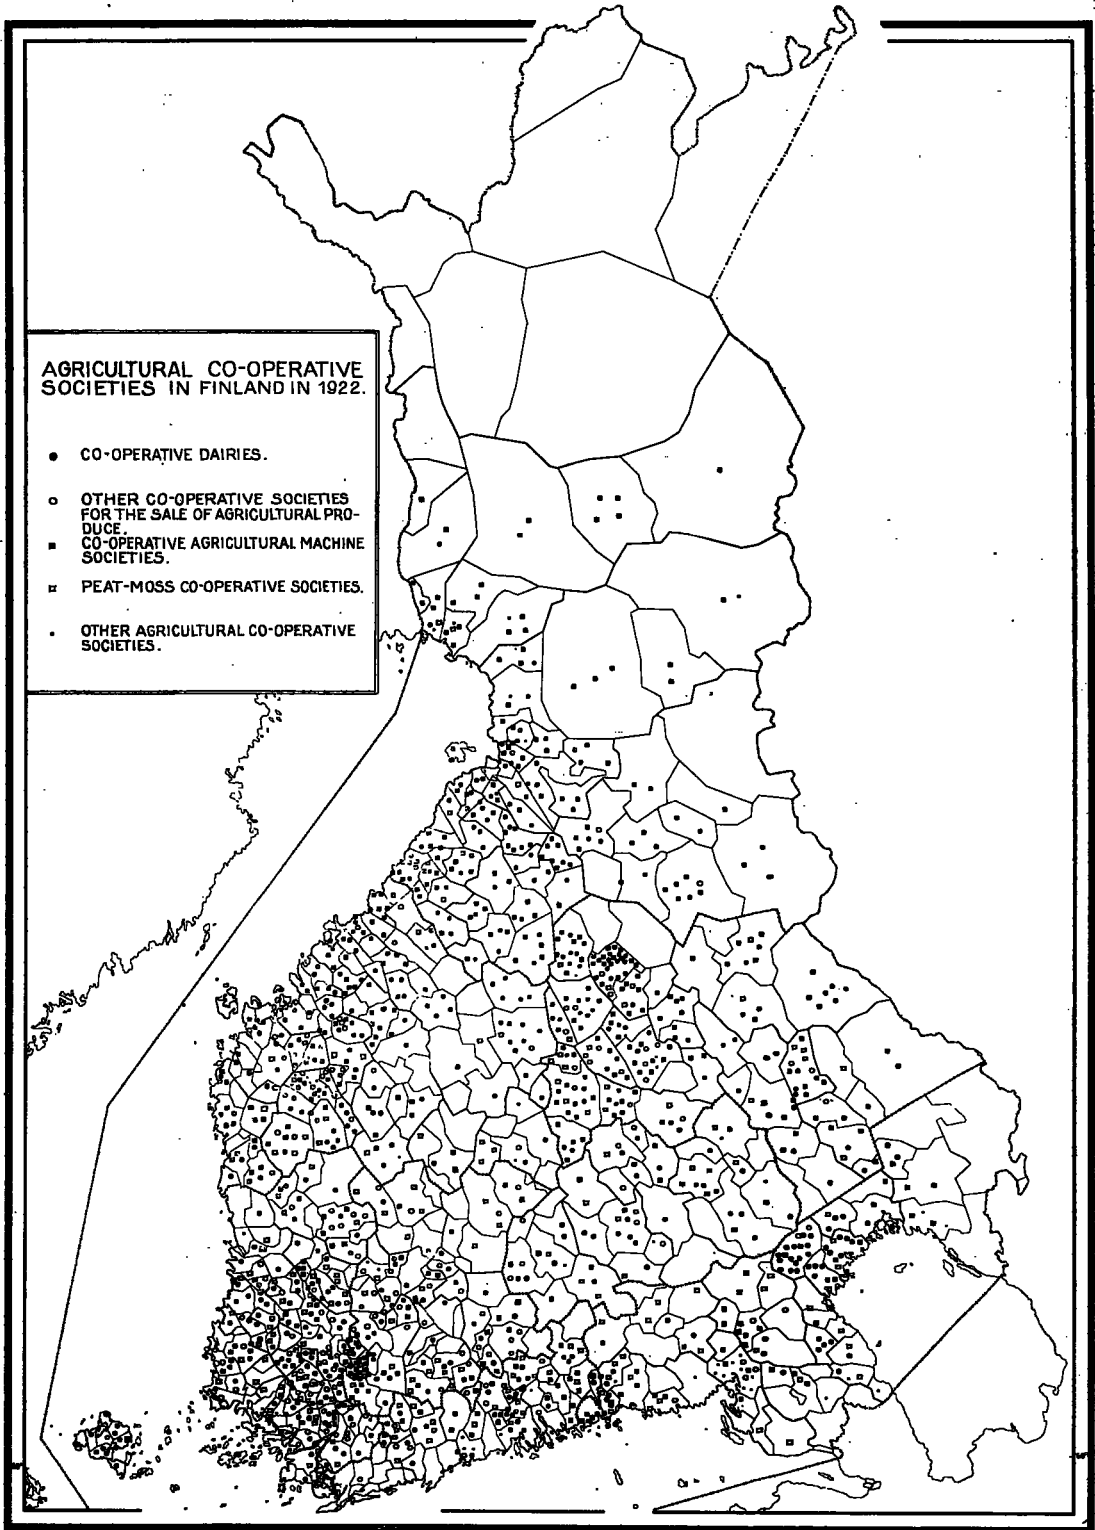 AGRICULTURAL CO-OPERATIVE
SOCIETIES IN FINLAND IN 1922.
CO-OPERATIVE DAIRIES.
OTHER CO-OPERATIVE SOCIETIES
FOR THE SALE OF AGRICULTURAL PRO-
DUCE.
CO-OPERATIVE AGRICULTURAL MACHINE
SOCIETIES.
PEAT-MOSS CO-OPERATIVE SOCIETIES.
OTHER AGRICULTURAL CO-OPERATIVE
SOCIETIES.